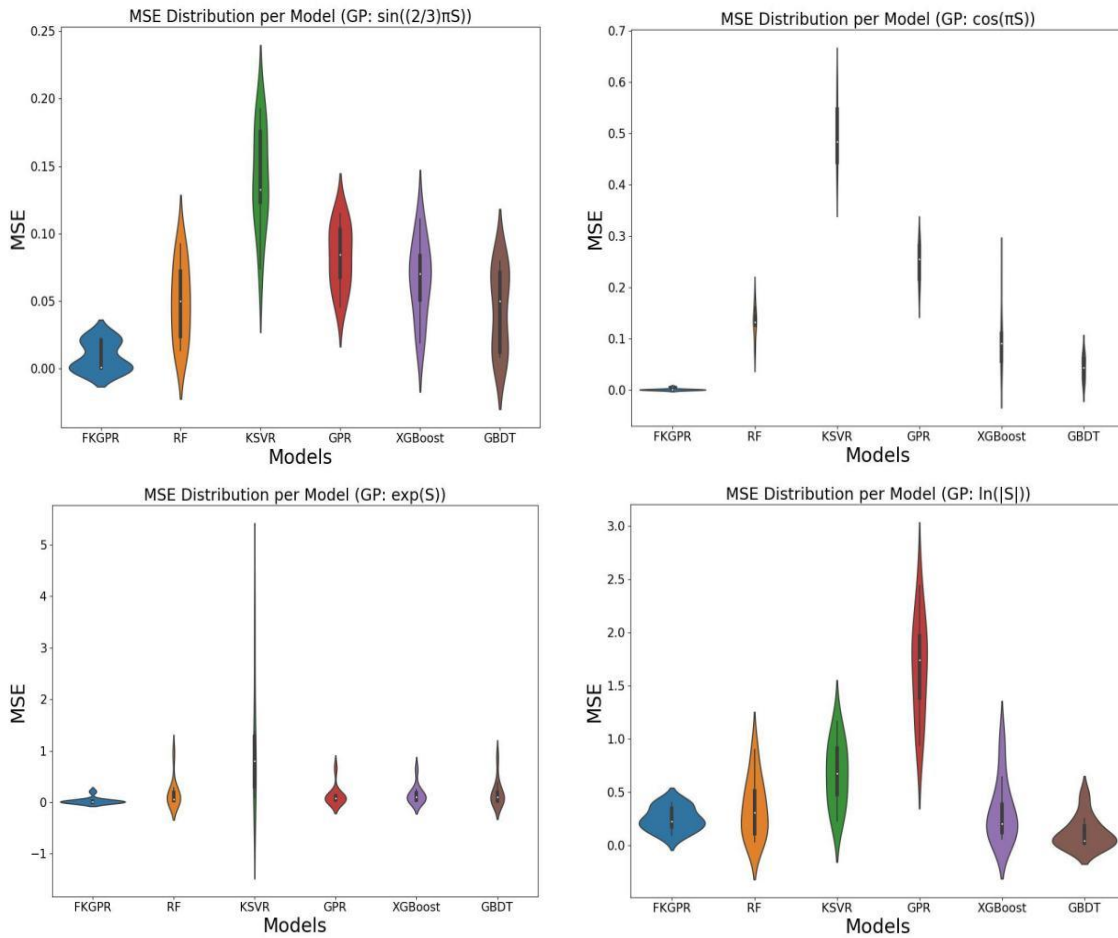 MSE Distribution per Model (GP: sin((2/3)πS))
0.25
0.20
0.15
0.10
0.05
0.00
MSE
FKGPR RF KSVR GPR XGBoost GBDT
Models
MSE Distribution per Model (GP: cos(πS))
0.7
0.6
0.5
0.4
0.3
0.2
0.1
0.0
MSE
FKGPR RF KSVR GPR XGBoost GBDT
Models
MSE Distribution per Model (GP: exp(S))
5
4
3
2
1
0
−1
MSE
FKGPR RF KSVR GPR XGBoost GBDT
Models
MSE Distribution per Model (GP: ln(|S|))
3.0
2.5
2.0
1.5
1.0
0.5
0.0
MSE
FKGPR RF KSVR GPR XGBoost GBDT
Models